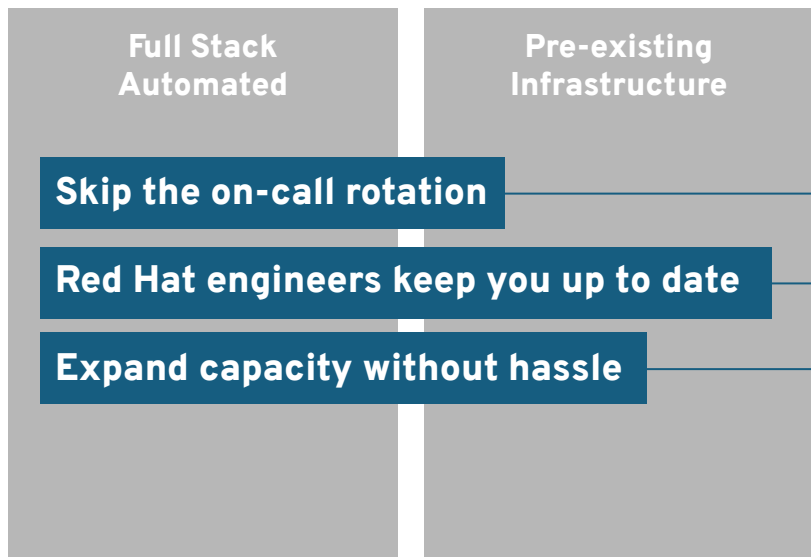 Full Stack
Automated
Pre-existing
Infrastructure
Skip the on-call rotation
Red Hat engineers keep you up to date
Expand capacity without hassle